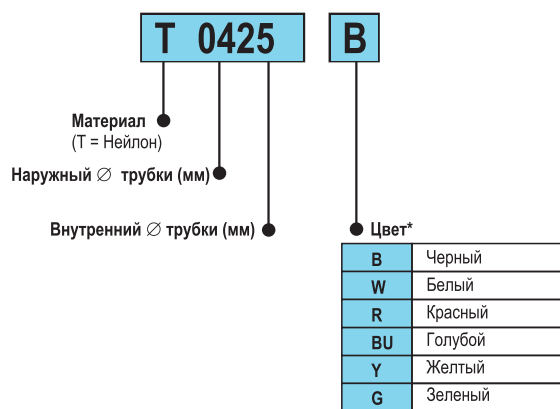 T 0425 B
Материал
(T = Нейлон)
Наружный ∅ трубки (мм)
Внутренний ∅ трубки (мм)
Цвет*
B Черный
W Белый
R Красный
BU Голубой
Y Желтый
G Зеленый